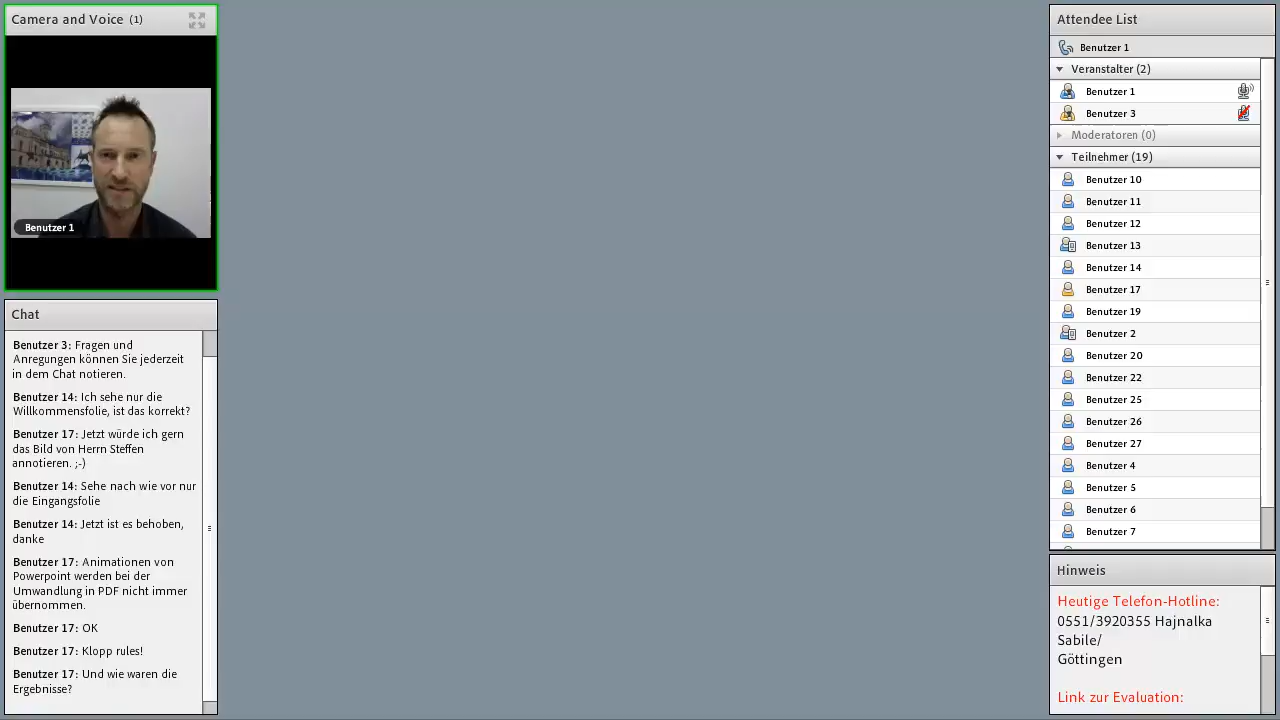 Camera and Voice (1)
Benutzer 1
Chat
Benutzer 3: Fragen und
Anregungen können Sie jederzeit
in dem Chat notieren.
Benutzer 14: Ich sehe nur die
Willkommensfolie, ist das korrekt?
Benutzer 17: Jetzt würde ich gern
das Bild von Herrn Steffen
annotieren. ;-)
Benutzer 14: Sehe nach wie vor nur
die Eingangsfolie
Benutzer 14: Jetzt ist es behoben,
danke
Benutzer 17: Animationen von
Powerpoint werden bei der
Umwandlung in PDF nicht immer
übernommen.
Benutzer 17: OK
Benutzer 17: Klopp rules!
Benutzer 17: Und wie waren die
Ergebnisse?
Attendee List
Benutzer 1
Veranstalter (2)
Benutzer 1
Benutzer 3
Moderatoren (0)
Teilnehmer (19)
Benutzer 10
Benutzer 11
Benutzer 12
Benutzer 13
Benutzer 14
Benutzer 17
Benutzer 19
Benutzer 2
Benutzer 20
Benutzer 22
Benutzer 25
Benutzer 26
Benutzer 27
Benutzer 4
Benutzer 5
Benutzer 6
Benutzer 7
Hinweis
Heutige Telefon-Hotline:
0551/3920355 Hajnalka
Sabile/
Göttingen
Link zur Evaluation: